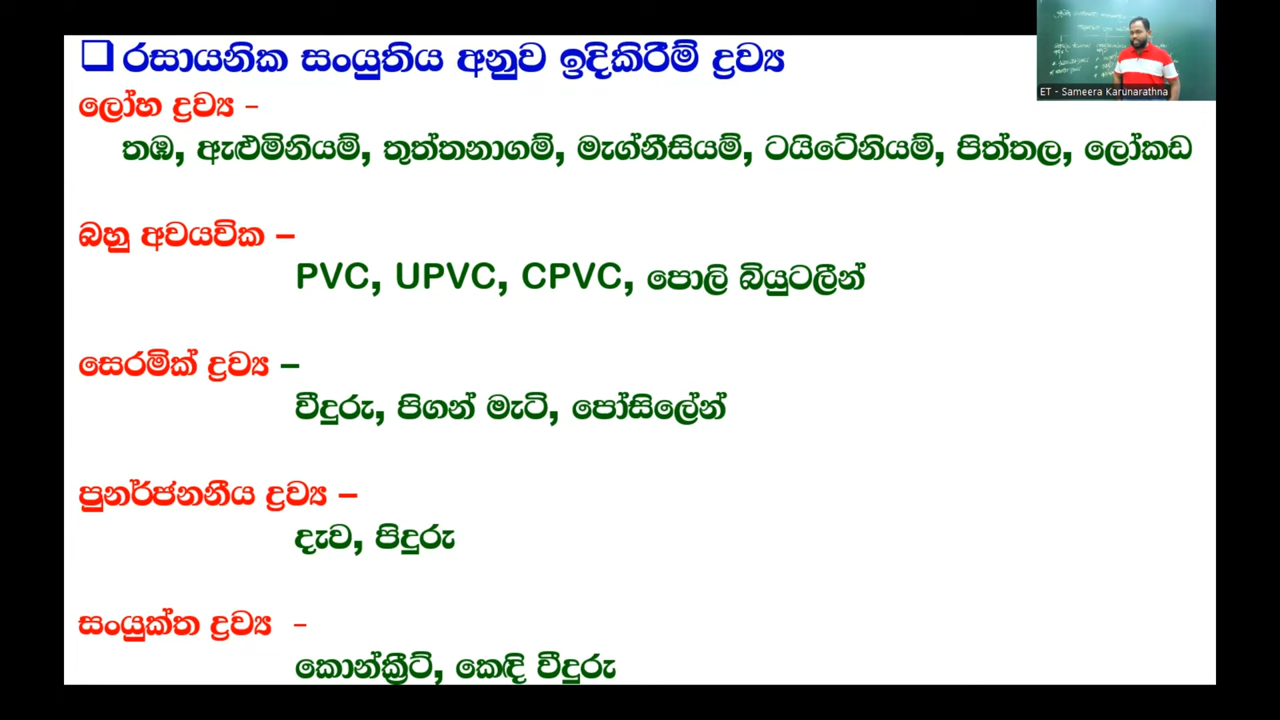 ❑ රසායනික සංයුතිය අනුව ඉදිකිරීම් ද්‍රව්‍ය
ලෝහ ද්‍රව්‍ය -
තඹ, ඇළුමිනියම්, තුත්තනාගම්, මැග්නීසියම්, ටයිටේනියම්, පිත්තල, ලෝකඩ
බහු අවයවික –
PVC, UPVC, CPVC, පොලි බියුටලීන්
සෙරමික් ද්‍රව්‍ය –
වීදුරු, පිගන් මැටි, පෝසිලේන්
පුනර්ජනනීය ද්‍රව්‍ය –
දැව, පිදුරු
සංයුක්ත ද්‍රව්‍ය -
කොන්ක්‍රීට්, කෙඳි වීදුරු
ET - Sameera Karunarathna